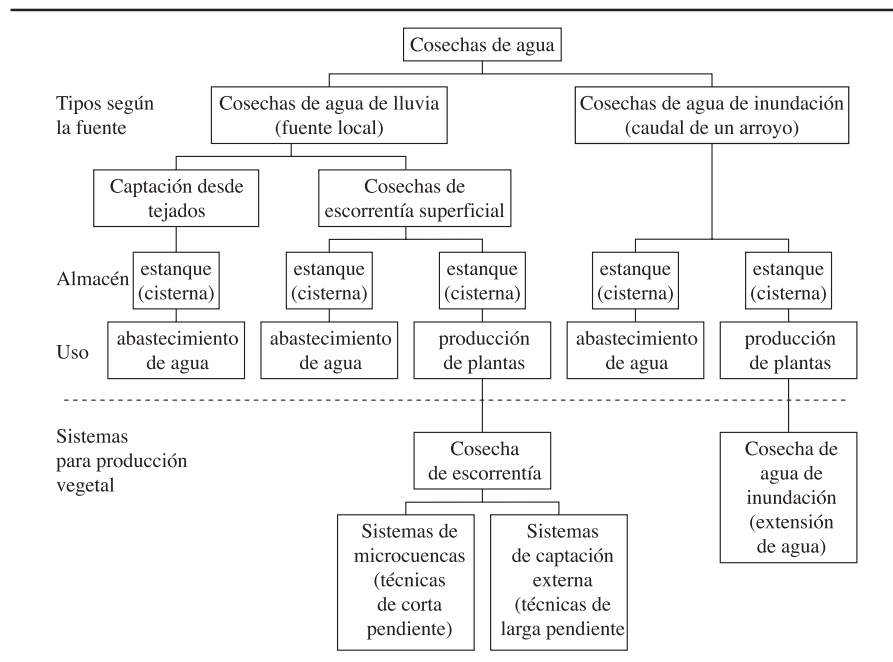 Cosechas de agua
Tipos según
la fuente
Cosechas de agua de lluvia
(fuente local)
Cosechas de agua de inundación
(caudal de un arroyo)
Captación desde
tejados
Cosechas de
escorrentía superficial
Almacén
estanque
(cisterna)
estanque
(cisterna)
estanque
(cisterna)
estanque
(cisterna)
estanque
(cisterna)
Uso
abastecimiento
de agua
abastecimiento
de agua
producción
de plantas
abastecimiento
de agua
producción
de plantas
Sistemas
para producción
vegetal
Cosecha
de escorrentía
Cosecha de
agua de
inundación
(extensión
de agua)
Sistemas de
microcuencas
(técnicas
de corta
pendiente)
Sistemas
de captación
externa
(técnicas de
larga pendiente